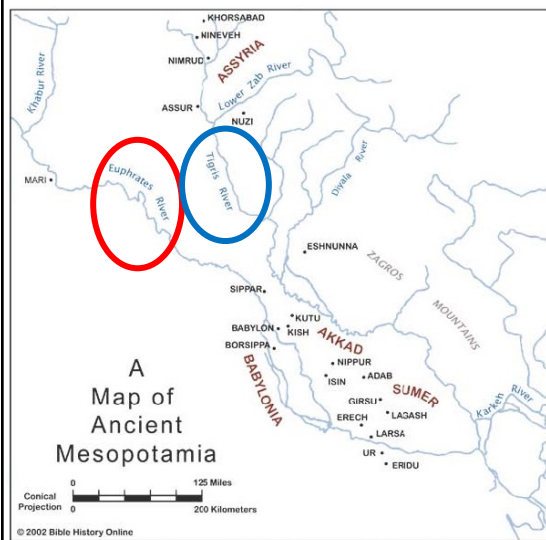 KHORSABAD
NINEVEH
NIMRUD
ASSYRIA
Khabur River
Lower Zab River
ASSUR
NUZI
MARI
Euphrates River
Tigris River
Diyala River
ESHNUNNA
ZAGROS MOUNTAINS
SIPPAR
KUTU
BABYLON
KISH
BORSIPPA
AKKAD
BABYLONIA
NIPPUR
ISIN
ADAB
SUMER
GIRSU
LAGASH
ERECH
LARSA
UR
ERIDU
Karkeh River
A
Map of
Ancient
Mesopotamia
0 125 Miles
Conical Projection
0 200 Kilometers
© 2002 Bible History Online